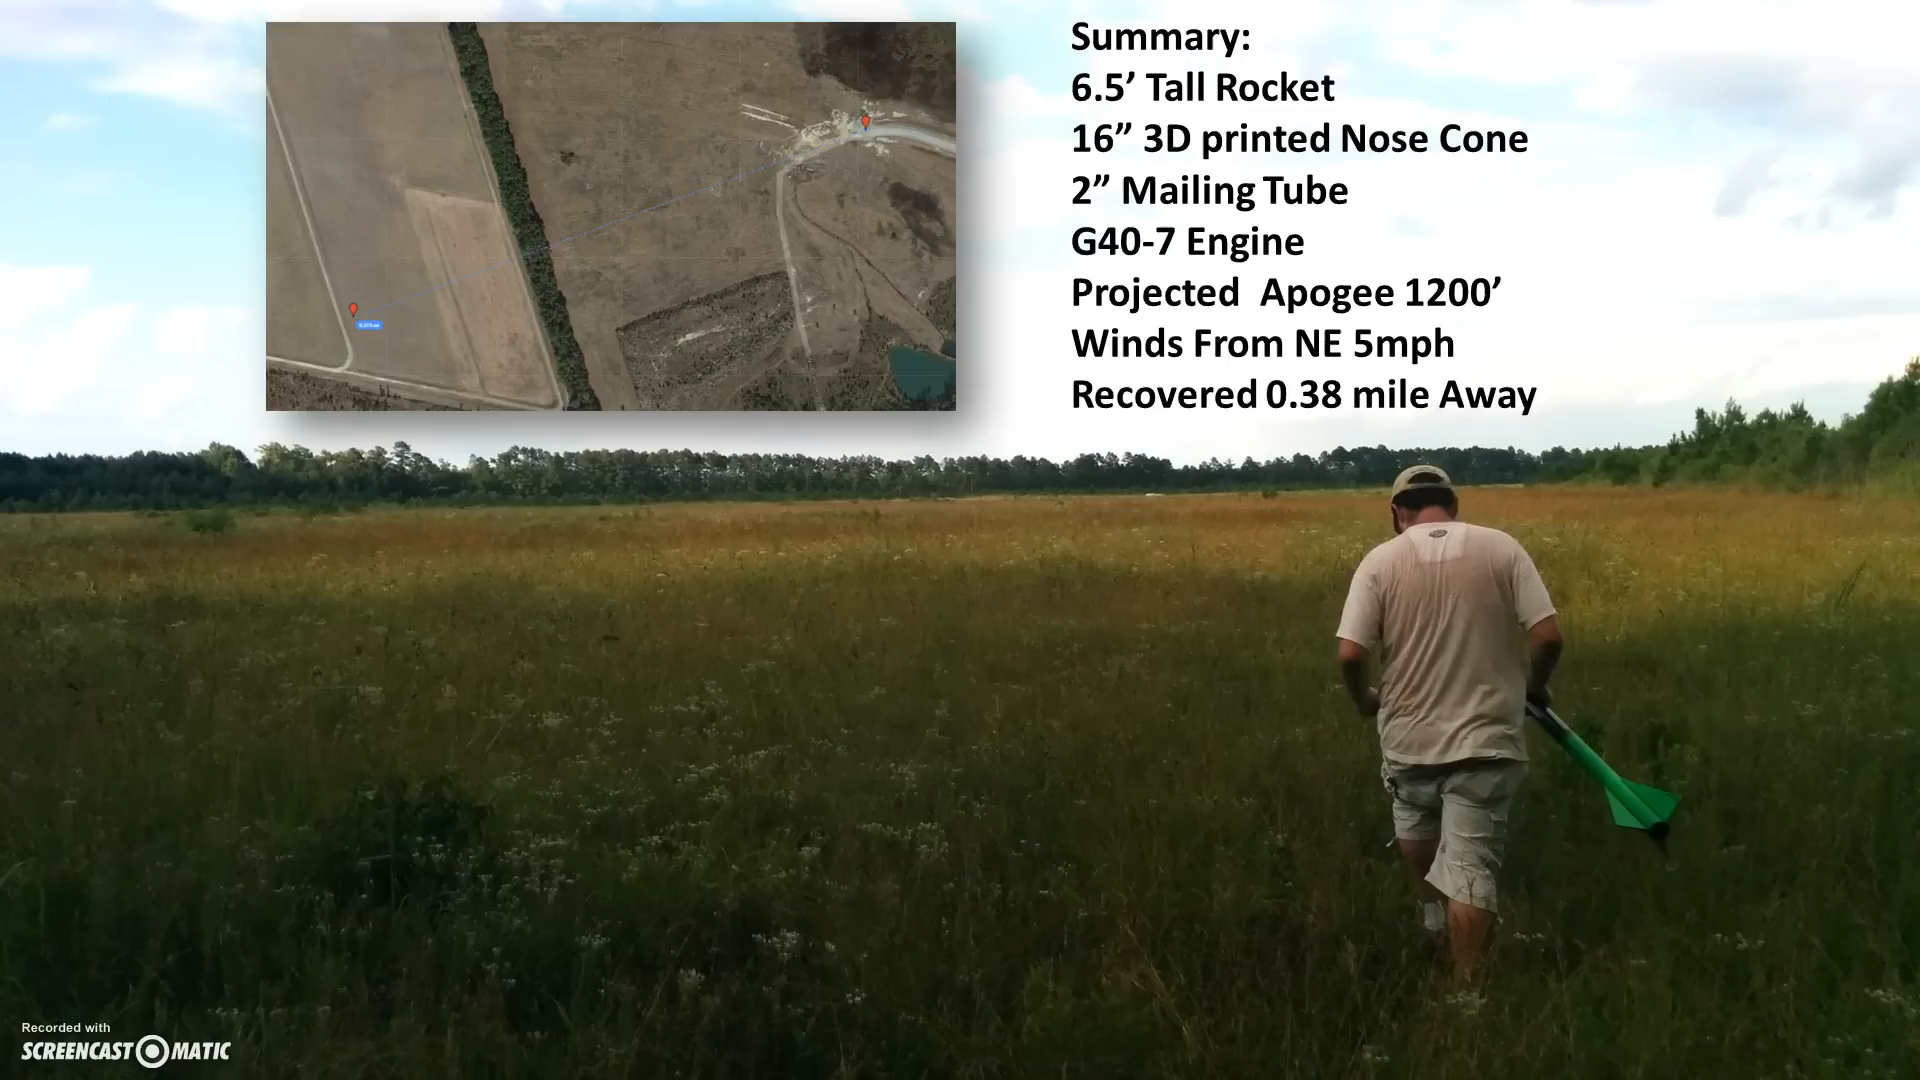 Summary:
6.5’ Tall Rocket
16” 3D printed Nose Cone
2” Mailing Tube
G40-7 Engine
Projected  Apogee 1200’
Winds From NE 5mph
Recovered 0.38 mile Away
Recorded with
SCREENCAST MATIC